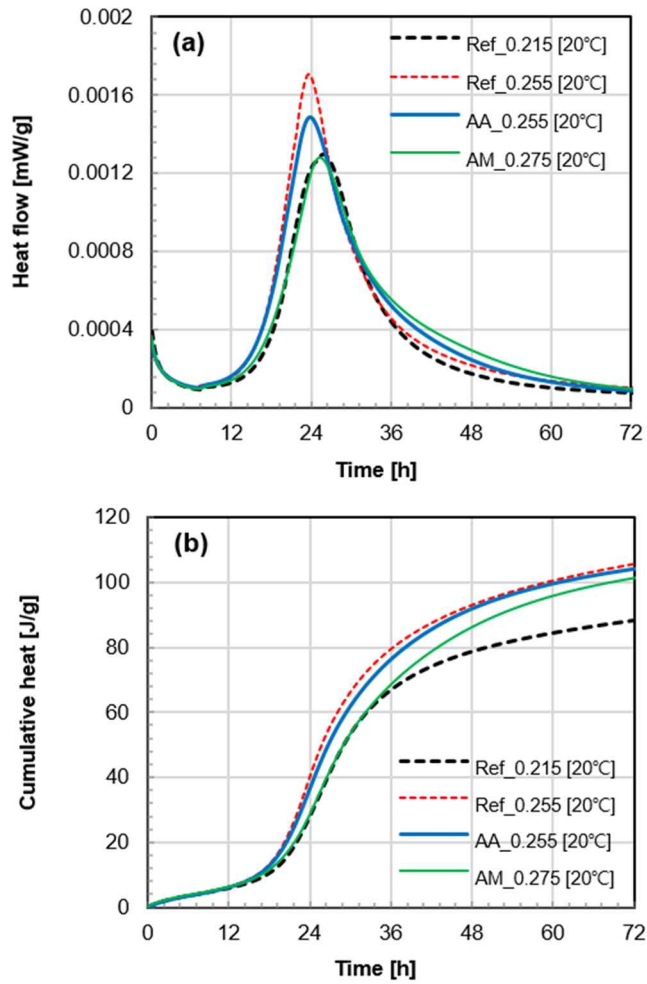 0.002
(a)
Ref_0.215 [20℃]
Ref_0.255 [20℃]
AA_0.255 [20℃]
AM_0.275 [20℃]
0.0016
0.0012
0.0008
0.0004
0
Heat flow [mW/g]
0 12 24 36 48 60 72
Time [h]
120
(b)
100
80
60
40
20
0
Cumulative heat [J/g]
Ref_0.215 [20℃]
Ref_0.255 [20℃]
AA_0.255 [20℃]
AM_0.275 [20℃]
0 12 24 36 48 60 72
Time [h]